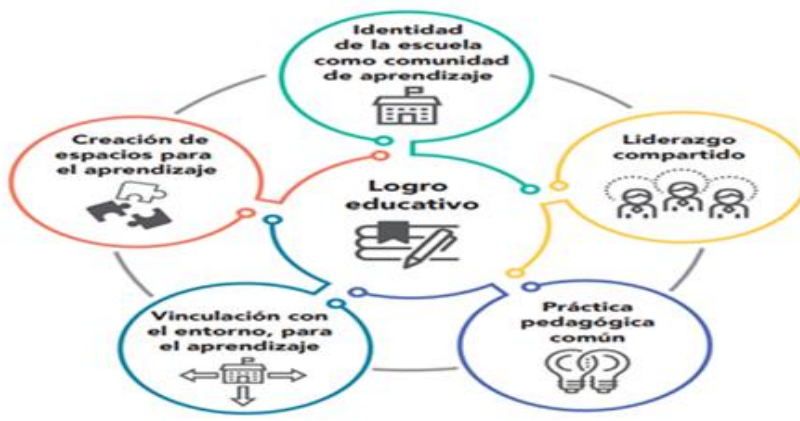 Identidad
de la escuela
como comunidad
de aprendizaje
Liderazgo
compartido
Práctica
pedagógica
común
Vinculación con
el entorno, para
el aprendizaje
Creación de
espacios para
el aprendizaje
Logro
educativo